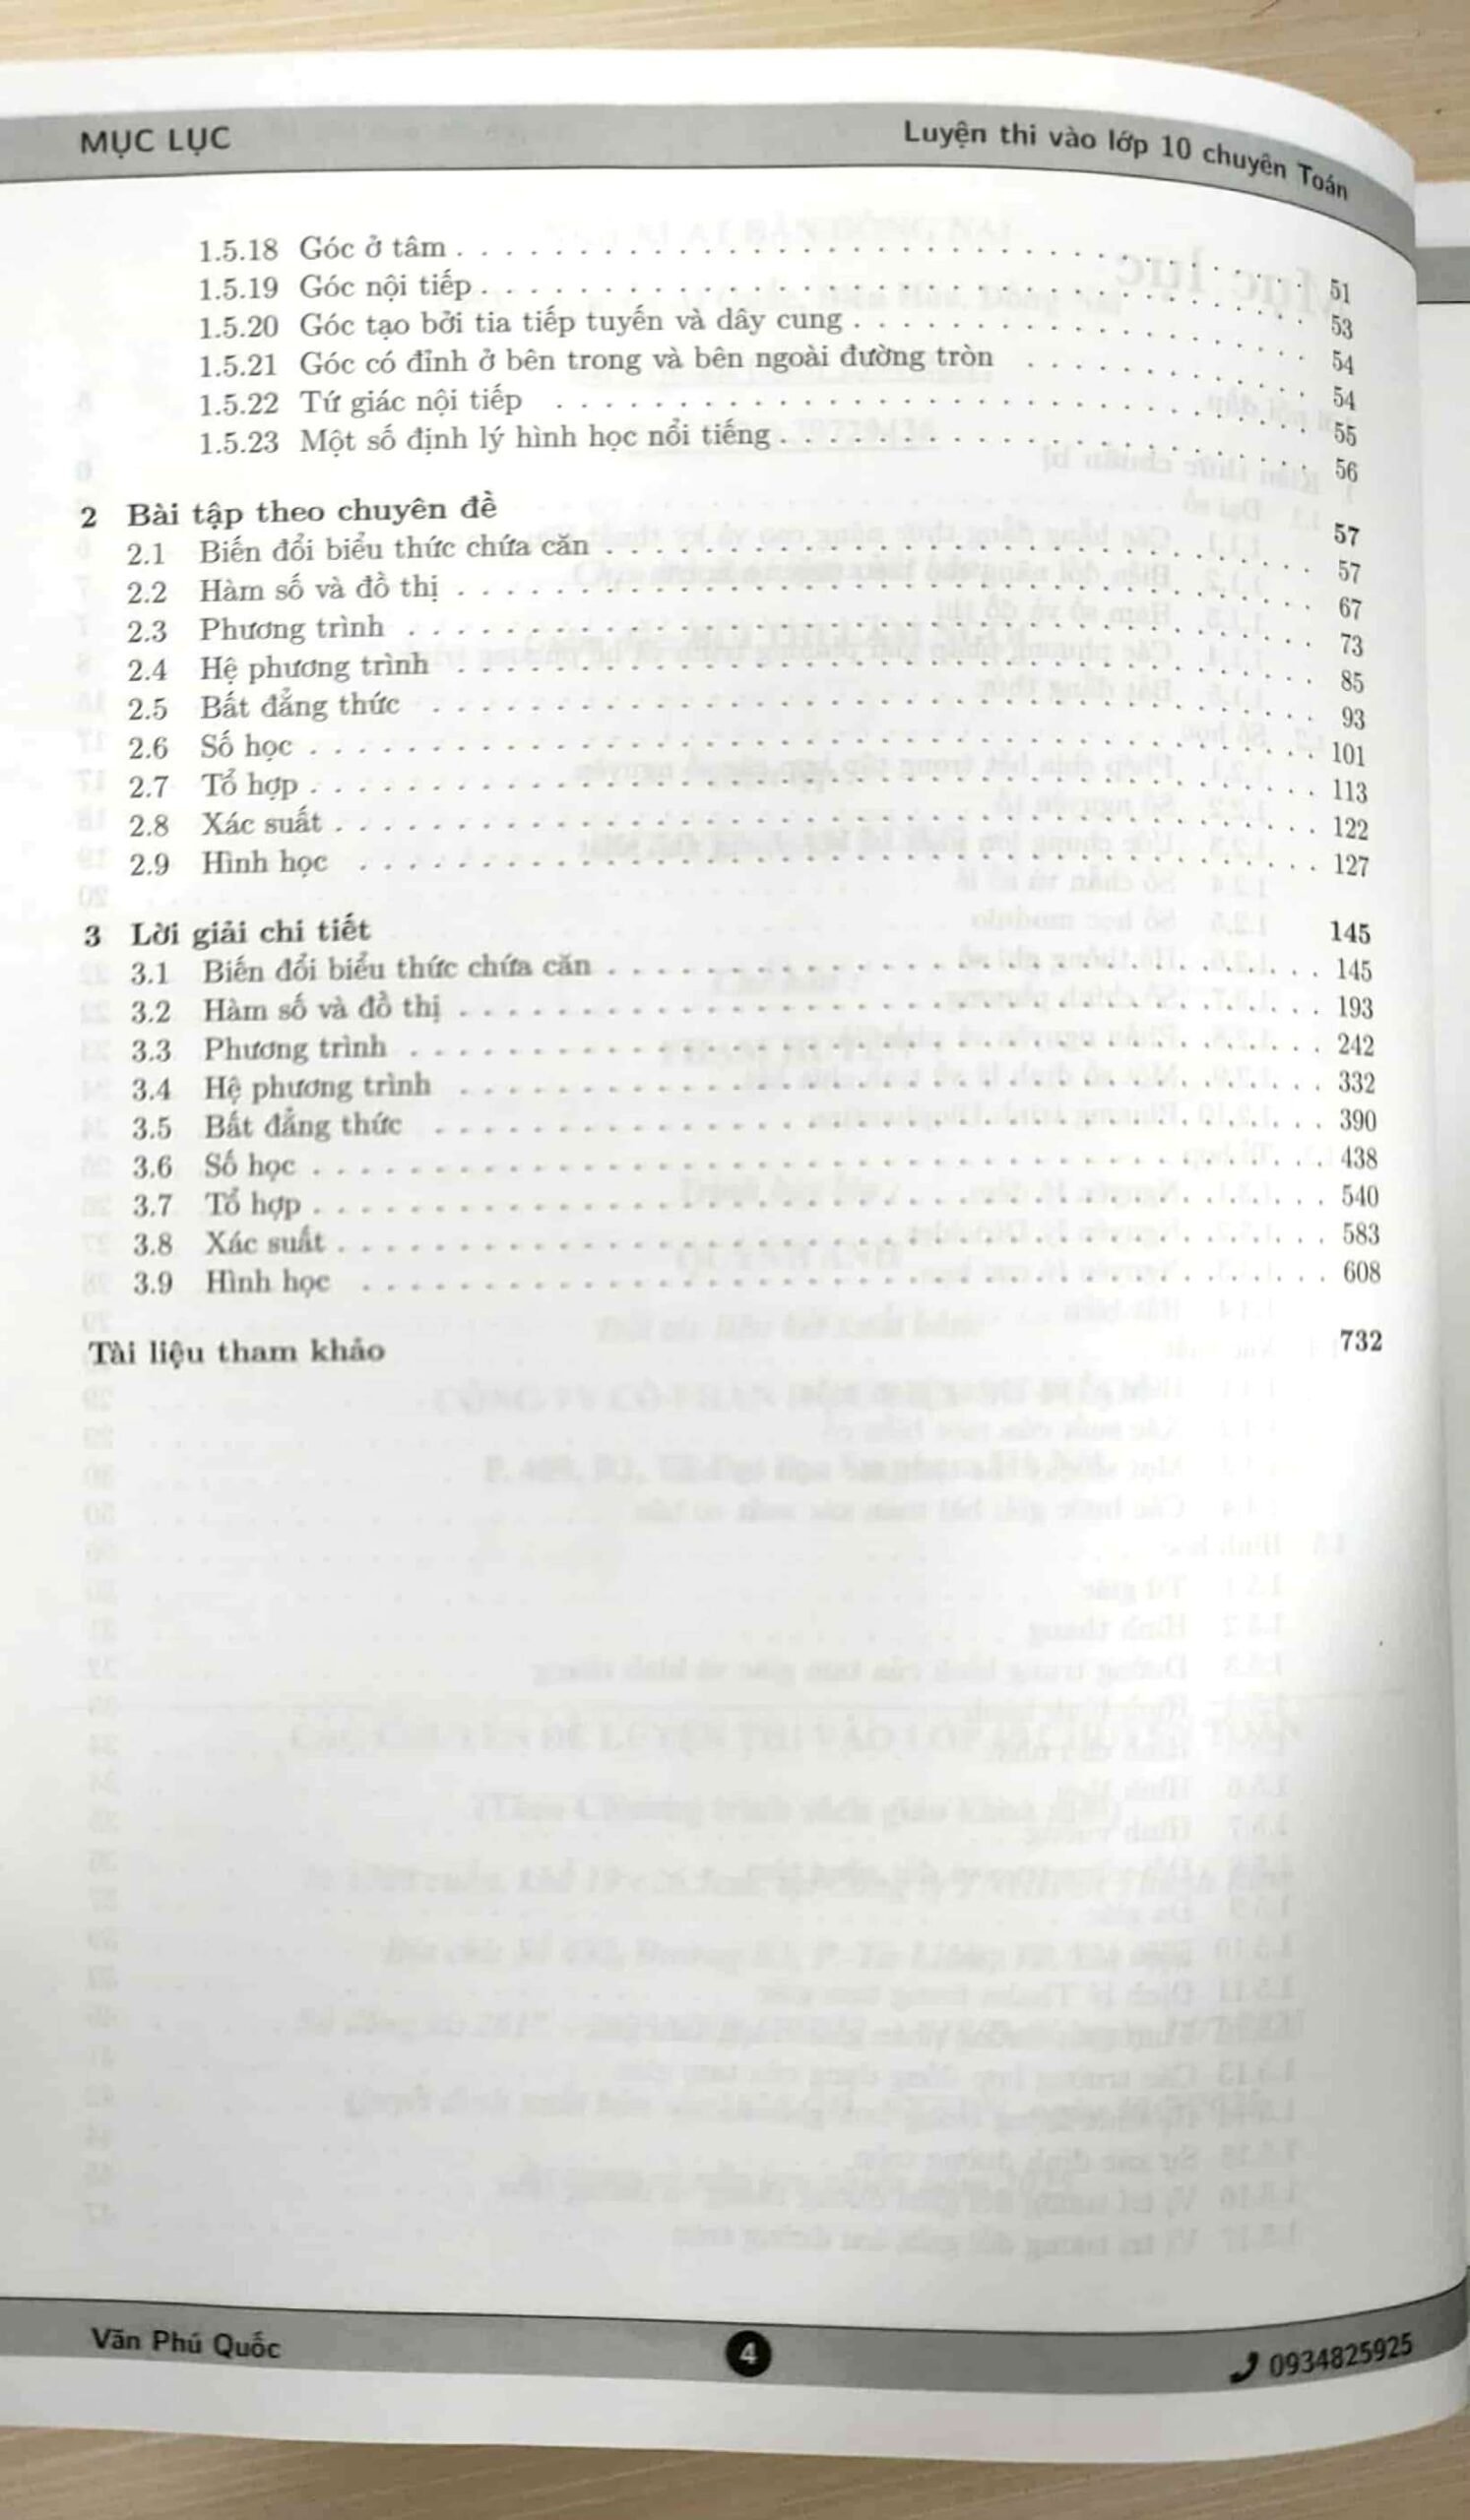 MỤC LỤC
Luyện thi vào lớp 10 chuyên Toán
1.5.18 Góc ở tâm . . . . . . . . . . 51
1.5.19 Góc nội tiếp . . . . . . . . . . 53
1.5.20 Góc tạo bởi tia tiếp tuyến và dây cung . . . . . . . . . . 54
1.5.21 Góc có đỉnh ở bên trong và bên ngoài đường tròn . . . . . . . . . . 54
1.5.22 Tứ giác nội tiếp . . . . . . . . . . 55
1.5.23 Một số định lý hình học nổi tiếng . . . . . . . . . . 56
2 Bài tập theo chuyên đề 57
2.1 Biến đổi biểu thức chứa căn . . . . . . . . . . 57
2.2 Hàm số và đồ thị . . . . . . . . . . 67
2.3 Phương trình . . . . . . . . . . 73
2.4 Hệ phương trình . . . . . . . . . . 85
2.5 Bất đẳng thức . . . . . . . . . . 93
2.6 Số học . . . . . . . . . . 101
2.7 Tổ hợp . . . . . . . . . . 113
2.8 Xác suất . . . . . . . . . . 122
2.9 Hình học . . . . . . . . . . 127
3 Lời giải chi tiết 145
3.1 Biến đổi biểu thức chứa căn . . . . . . . . . . 145
3.2 Hàm số và đồ thị . . . . . . . . . . 193
3.3 Phương trình . . . . . . . . . . 242
3.4 Hệ phương trình . . . . . . . . . . 332
3.5 Bất đẳng thức . . . . . . . . . . 390
3.6 Số học . . . . . . . . . . 438
3.7 Tổ hợp . . . . . . . . . . 540
3.8 Xác suất . . . . . . . . . . 583
3.9 Hình học . . . . . . . . . . 608
Tài liệu tham khảo 732
Văn Phú Quốc
4
0934825925